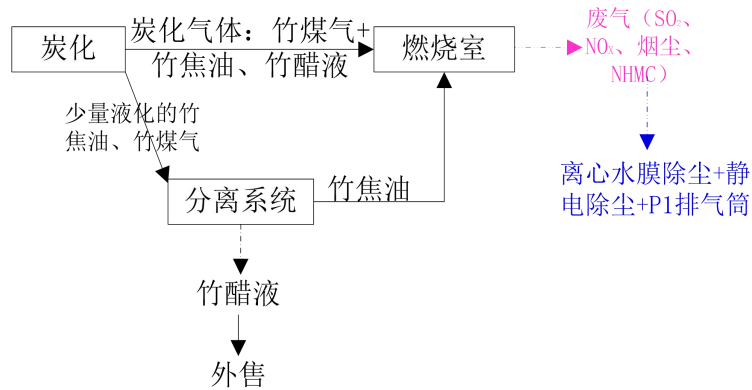 炭化
炭化气体：竹煤气+
竹焦油、竹醋液
燃烧室
废气（SO₂、
NOx、烟尘、
NHMC）
少量液化的竹
焦油、竹煤气
分离系统
竹焦油
离心水膜除尘+静
电除尘+P1排气筒
竹醋液
外售